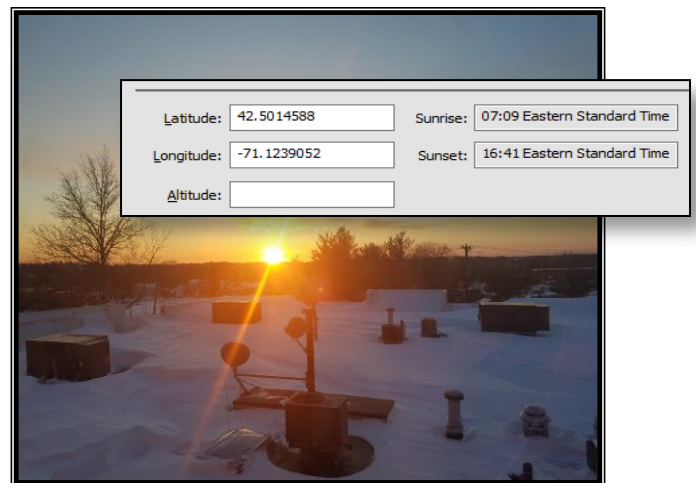 Latitude: 42.5014588 Sunrise: 07:09 Eastern Standard Time
Longitude: -71.1239052 Sunset: 16:41 Eastern Standard Time
Altitude: